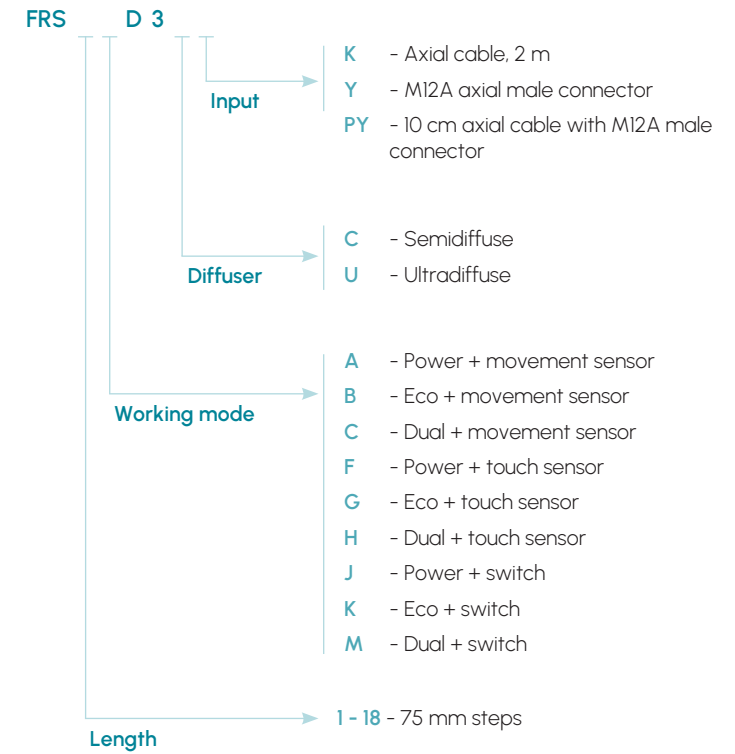 FRS D 3
K - Axial cable, 2 m
Input
Y - M12A axial male connector
PY - 10 cm axial cable with M12A male
connector
C - Semidiffuse
Diffuser
U - Ultradiffuse
A - Power + movement sensor
B - Eco + movement sensor
Working mode
C - Dual + movement sensor
F - Power + touch sensor
G - Eco + touch sensor
H - Dual + touch sensor
J - Power + switch
K - Eco + switch
M - Dual + switch
1 - 18 - 75 mm steps
Length